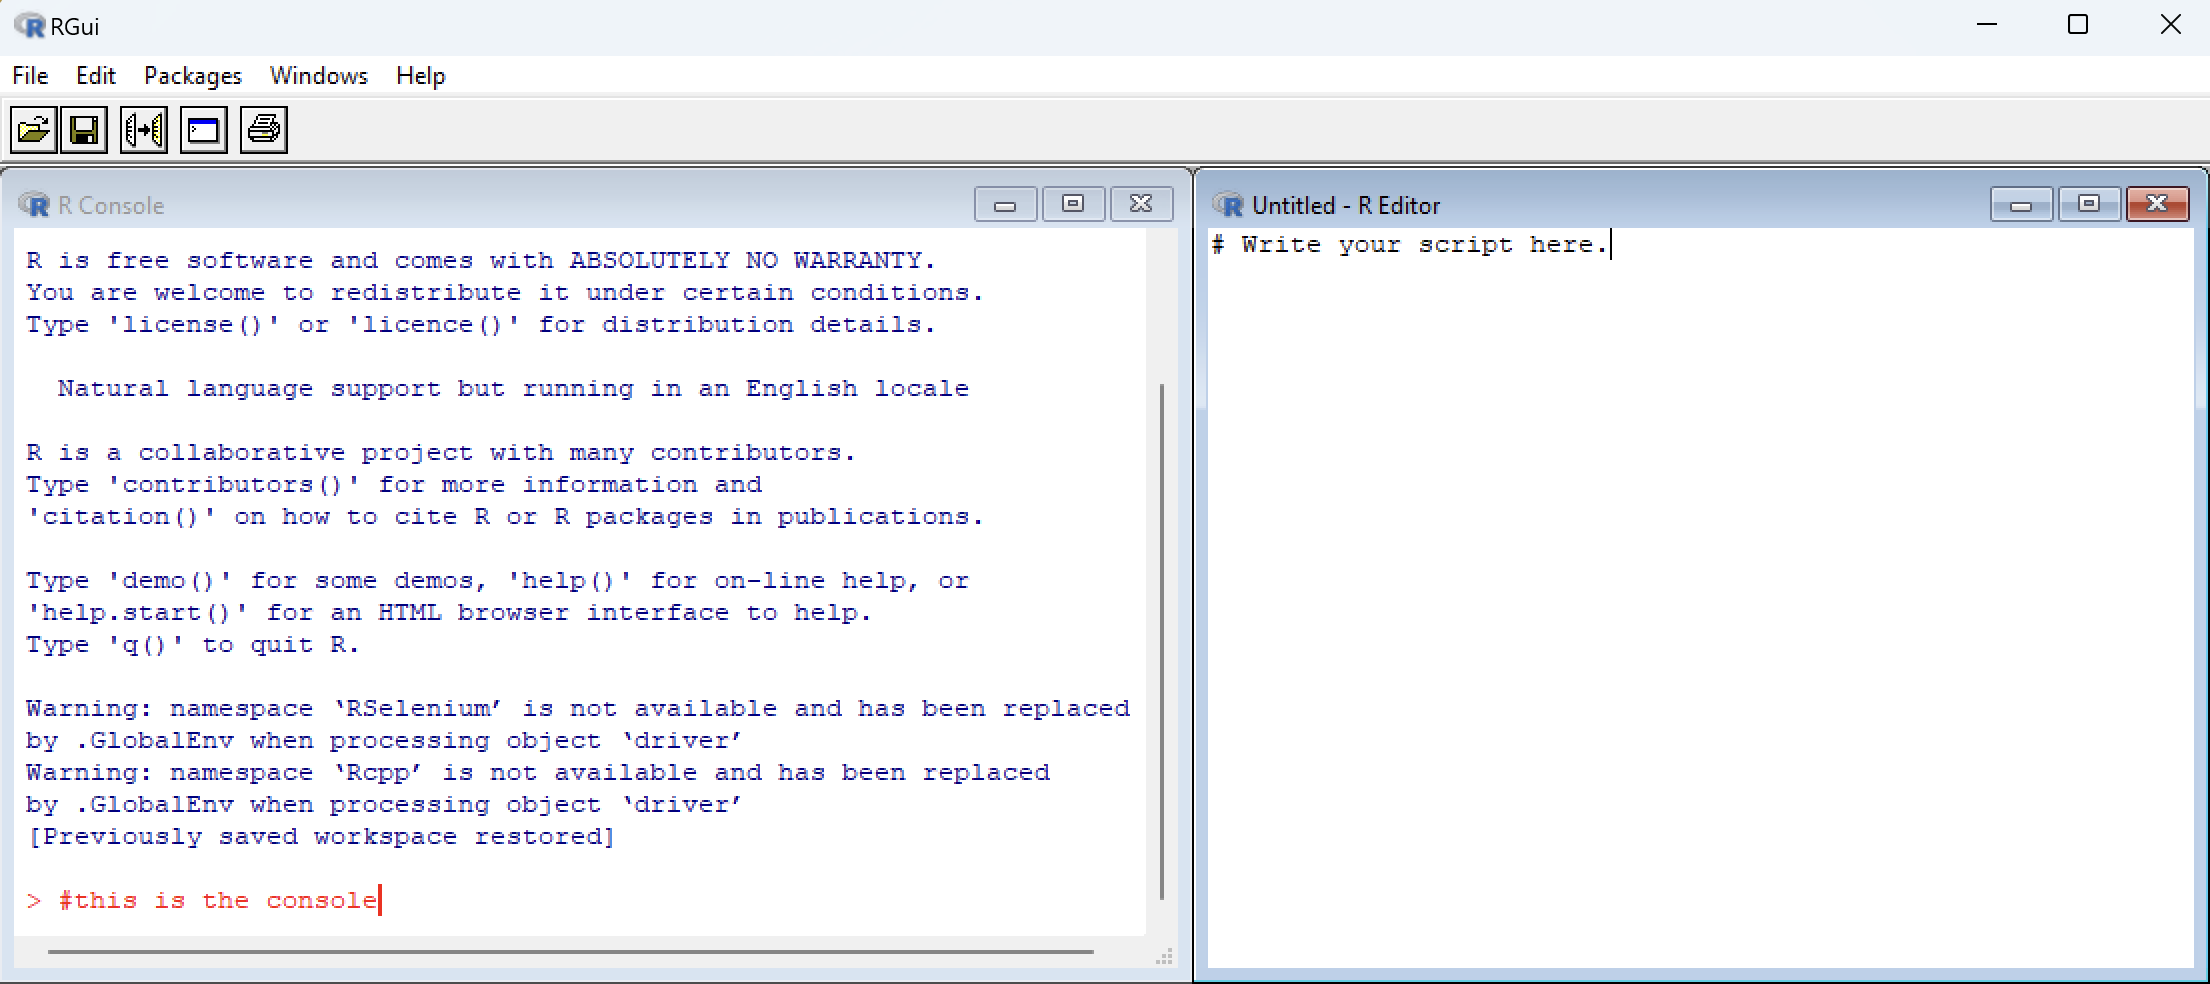 RGui
File Edit Packages Windows Help
R Console
R is free software and comes with ABSOLUTELY NO WARRANTY.
You are welcome to redistribute it under certain conditions.
Type 'license()' or 'licence()' for distribution details.
Natural language support but running in an English locale
R is a collaborative project with many contributors.
Type 'contributors()' for more information and
'citation()' on how to cite R or R packages in publications.
Type 'demo()' for some demos, 'help()' for on-line help, or
'help.start()' for an HTML browser interface to help.
Type 'q()' to quit R.
Warning: namespace ‘RSelenium’ is not available and has been replaced
by .GlobalEnv when processing object ‘driver’
Warning: namespace ‘Rcpp’ is not available and has been replaced
by .GlobalEnv when processing object ‘driver’
[Previously saved workspace restored]
> #this is the console
Untitled - R Editor
# Write your script here.